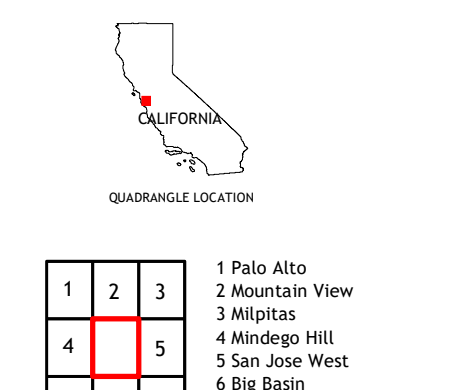 CALIFORNIA
QUADRANGLE LOCATION
1 2 3
4 5
1 Palo Alto
2 Mountain View
3 Milpitas
4 Mindego Hill
5 San Jose West
6 Big Basin